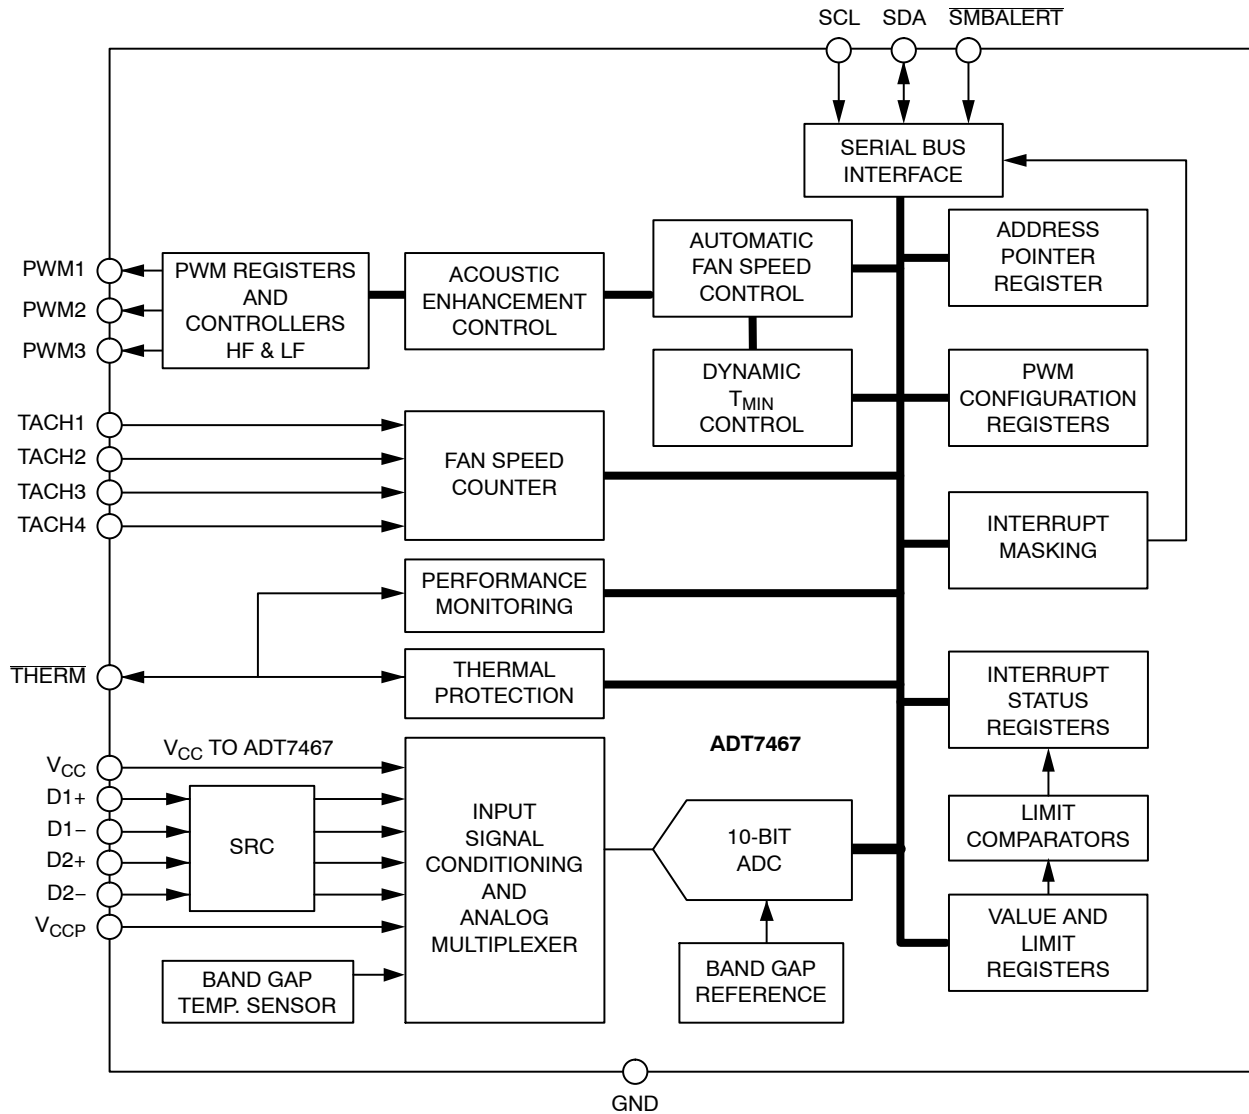 SCL SDA SMBALERT
SERIAL BUS
INTERFACE
ADDRESS
POINTER
REGISTER
AUTOMATIC
FAN SPEED
CONTROL
ACOUSTIC
ENHANCEMENT
CONTROL
PWM REGISTERS
AND
CONTROLLERS
HF & LF
PWM1
PWM2
PWM3
DYNAMIC
TMIN
CONTROL
PWM
CONFIGURATION
REGISTERS
TACH1
TACH2
TACH3
TACH4
FAN SPEED
COUNTER
INTERRUPT
MASKING
PERFORMANCE
MONITORING
THERM
THERMAL
PROTECTION
INTERRUPT
STATUS
REGISTERS
VCC
VCC TO ADT7467
D1+
D1−
D2+
D2−
VCCP
SRC
INPUT
SIGNAL
CONDITIONING
AND
ANALOG
MULTIPLEXER
ADT7467
10-BIT
ADC
LIMIT
COMPARATORS
VALUE AND
LIMIT
REGISTERS
BAND GAP
TEMP. SENSOR
BAND GAP
REFERENCE
GND